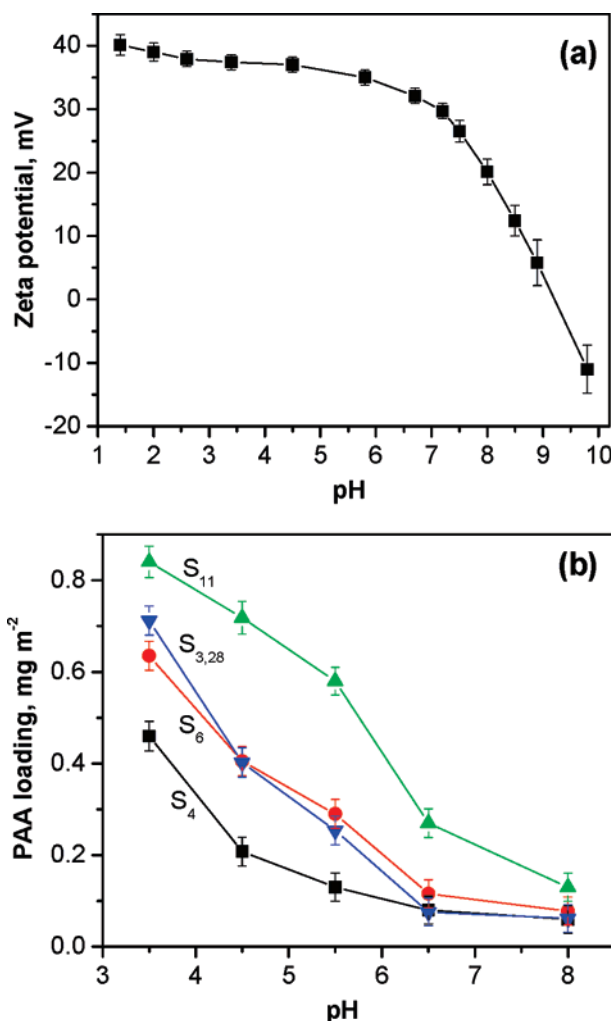 (a)
Zeta potential, mV
40
30
20
10
0
-10
-20
1 2 3 4 5 6 7 8 9 10
pH
(b)
PAA loading, mg m⁻²
0.8
0.6
0.4
0.2
0.0
S₁₁
S₃,₂₈
S₆
S₄
3 4 5 6 7 8
pH